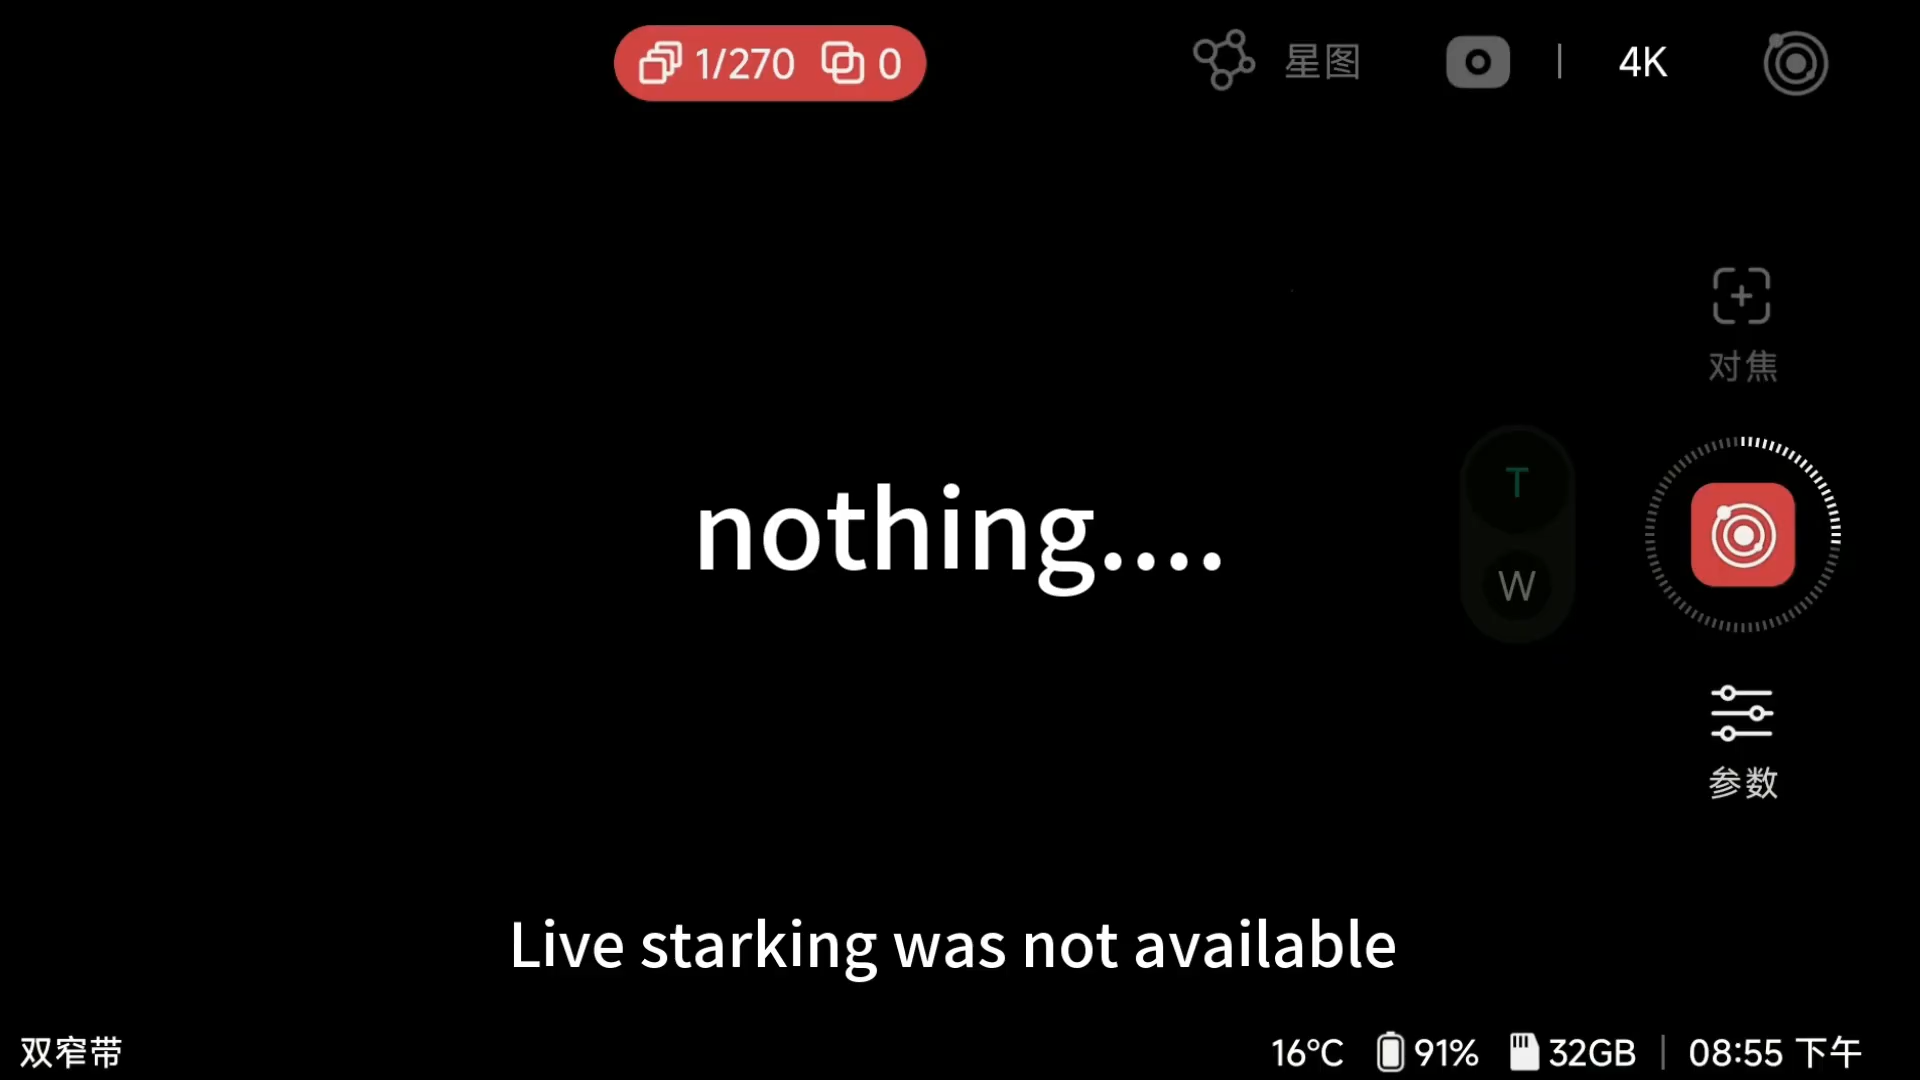 1/270 0 星图 4K
对焦
T
W
nothing....
参数
Live starking was not available
双窄带 16°C 91% 32GB 08:55 下午